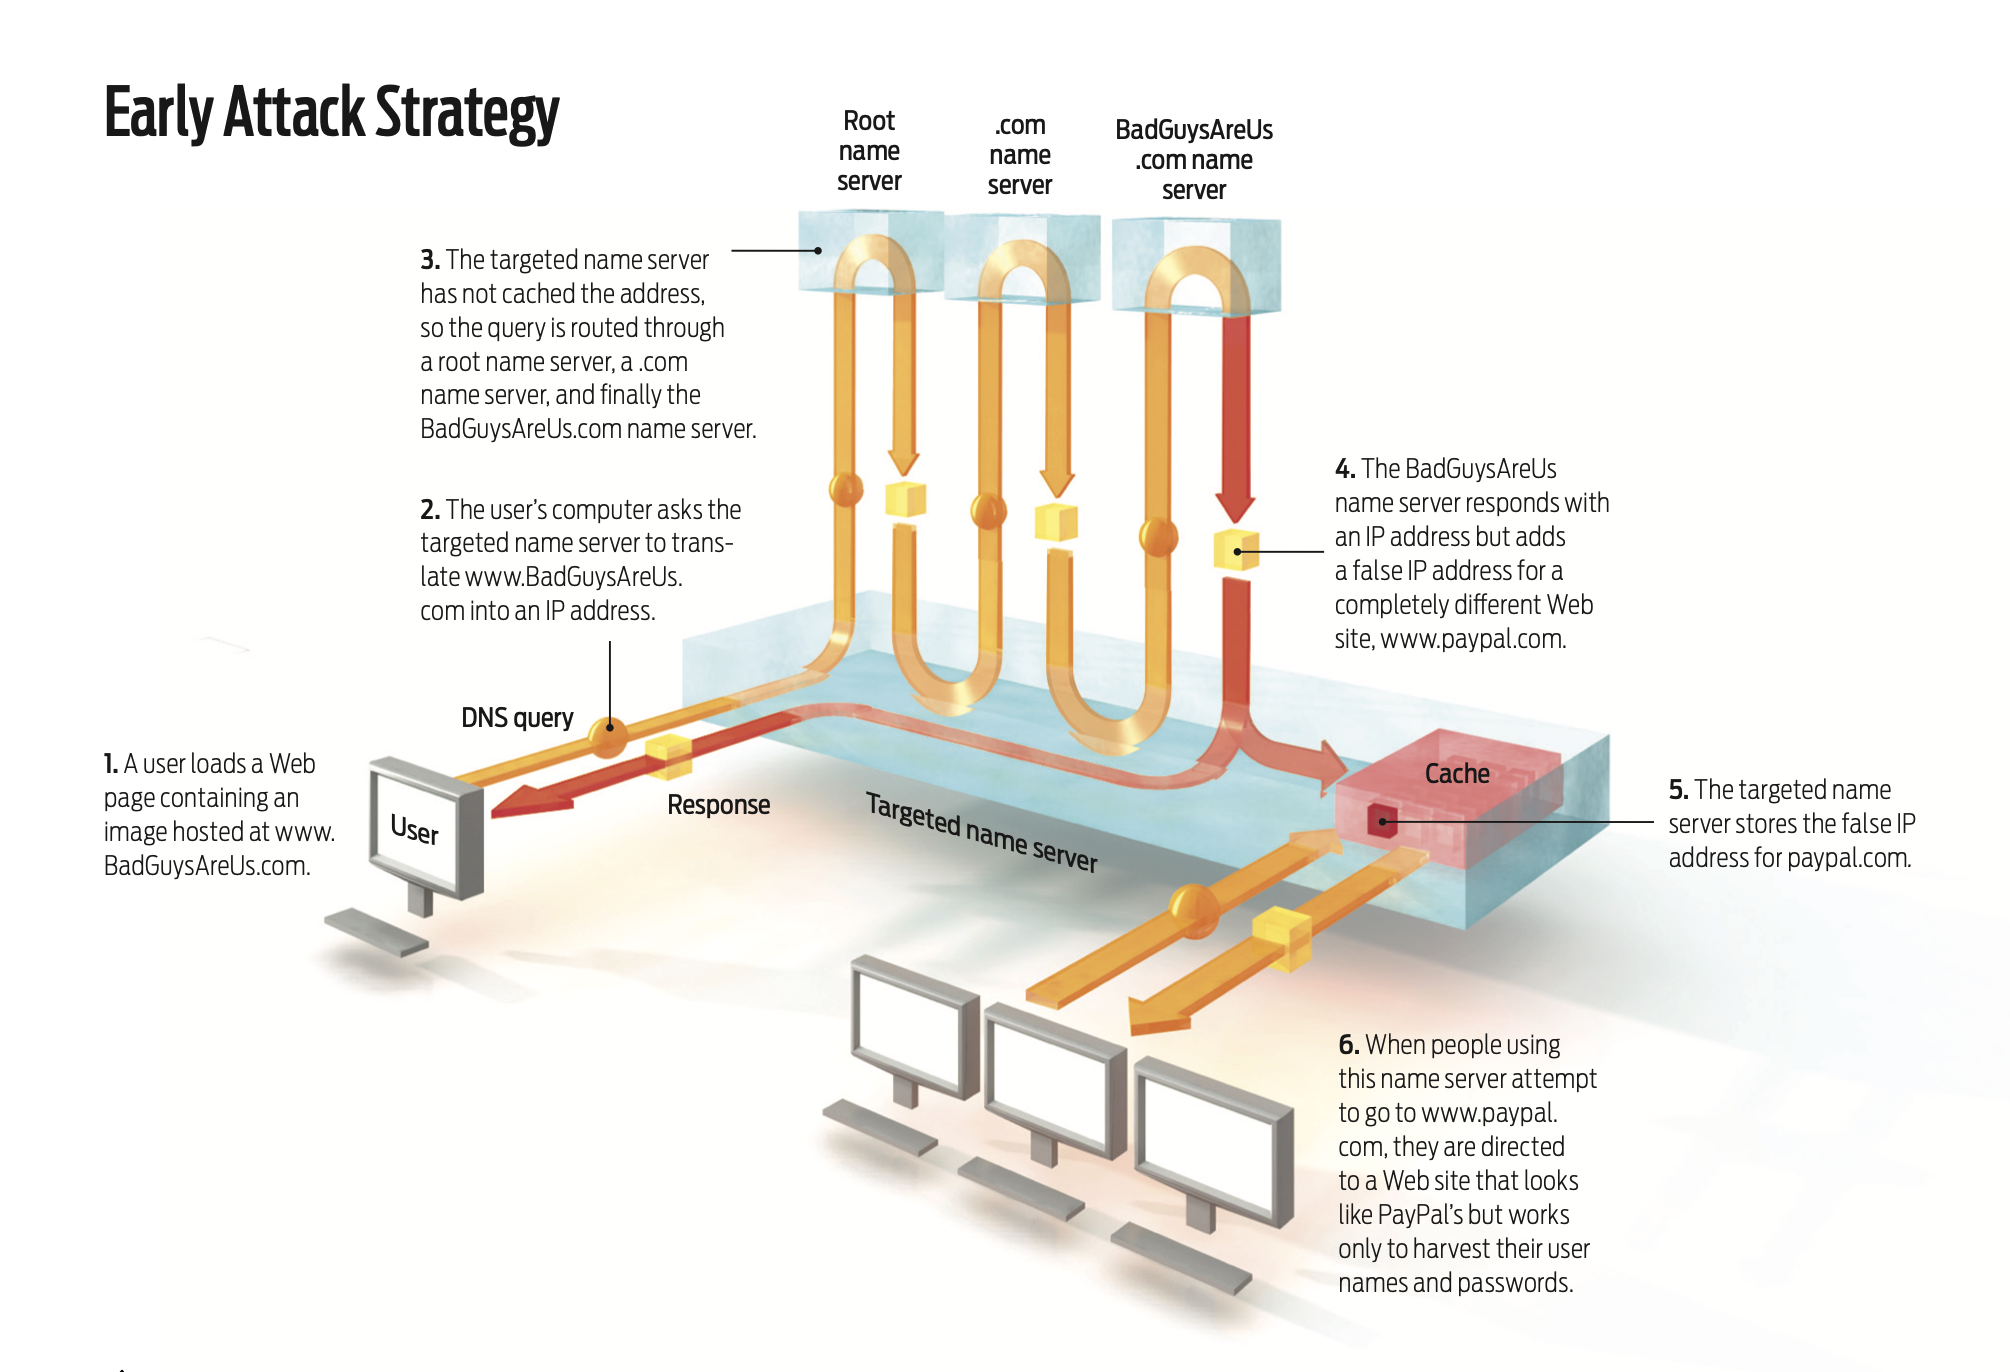 Early Attack Strategy
Root
name
server
.com
name
server
BadGuysAreUs
.com name
server
3. The targeted name server
has not cached the address,
so the query is routed through
a root name server, a .com
name server, and finally the
BadGuysAreUs.com name server.
2. The user's computer asks the
targeted name server to trans-
late www.BadGuysAreUs.
com into an IP address.
4. The BadGuysAreUs
name server responds with
an IP address but adds
a false IP address for a
completely different Web
site, www.paypal.com.
DNS query
1. A user loads a Web
page containing an
image hosted at www.
BadGuysAreUs.com.
User
Response
Targeted name server
Cache
5. The targeted name
server stores the false IP
address for paypal.com.
6. When people using
this name server attempt
to go to www.paypal.
com, they are directed
to a Web site that looks
like PayPal's but works
only to harvest their user
names and passwords.